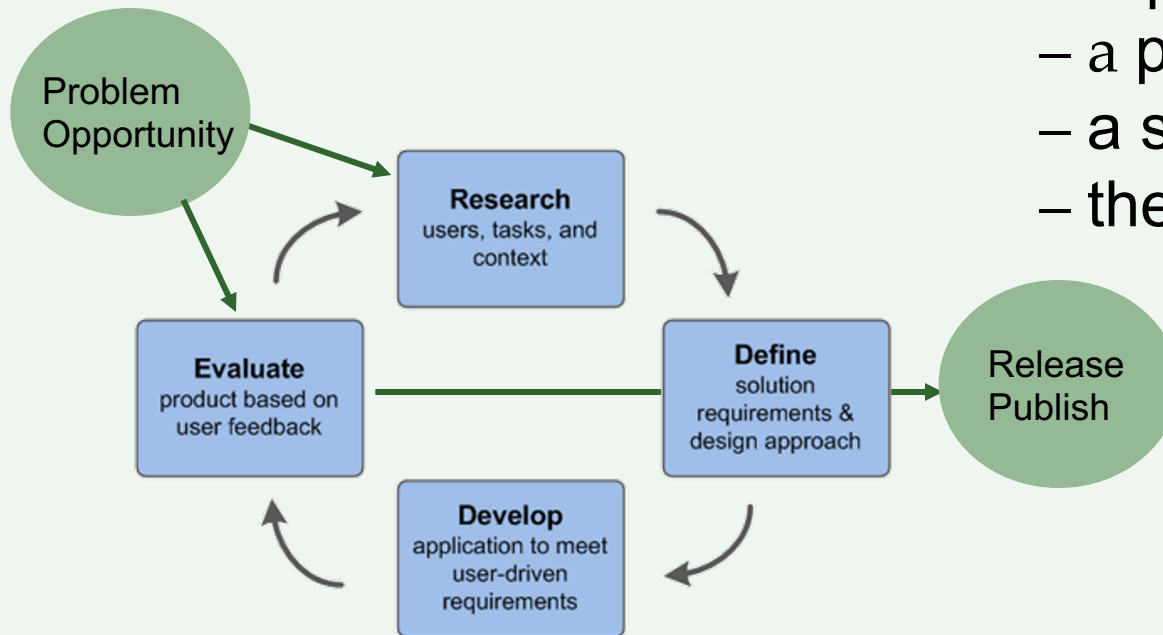 Problem
Opportunity
– a
– a
– the
Research
users, tasks, and
context
Evaluate
product based on
user feedback
Define
solution
requirements &
design approach
Release
Publish
Develop
application to meet
user-driven
requirements